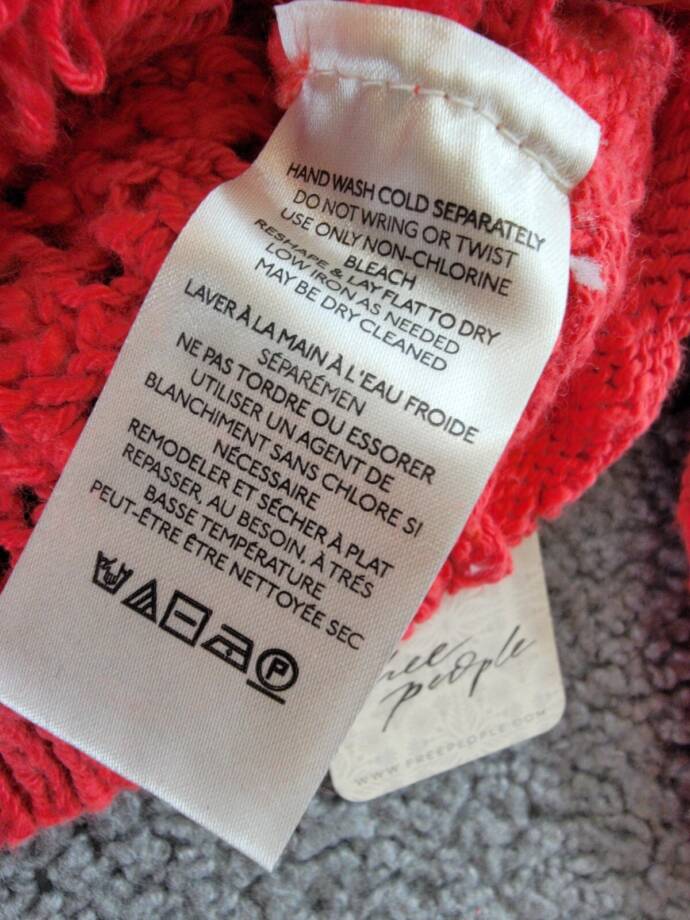 HAND WASH COLD SEPARATELY
DO NOT WRING OR TWIST
USE ONLY NON-CHLORINE
BLEACH
RESHAPE & LAY FLAT TO DRY
LOW IRON AS NEEDED
MAY BE DRY CLEANED
LAVER À LA MAIN À L'EAU FROIDE
SÉPARÉMEN
NE PAS TORDRE OU ESSORER
UTILISER UN AGENT DE
BLANCHIMENT SANS CHLORE SI
NÉCESSAIRE
REMODELER ET SÉCHER À PLAT
REPASSER, AU BESOIN, À TRÉS
BASSE TEMPÉRATURE
PEUT-ÊTRE ÊTRE NETTOYÉE SEC
P
free
people
WWW.FREEPEOPLE.COM